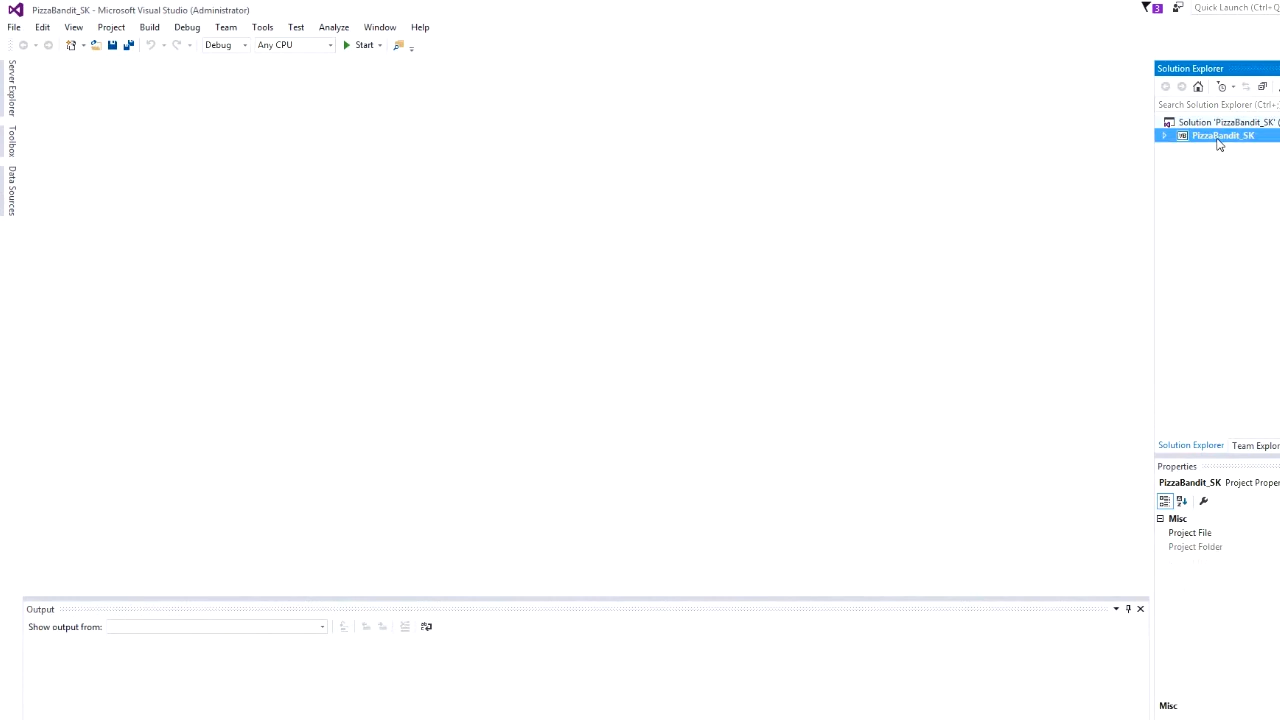 PizzaBandit_SK - Microsoft Visual Studio (Administrator)
3
Quick Launch (Ctrl+Q
File Edit View Project Build Debug Team Tools Test Analyze Window Help
Debug Any CPU Start
Server Explorer
Toolbox
Data Sources
Solution Explorer
Search Solution Explorer (Ctrl+;
Solution 'PizzaBandit_SK' (
VB PizzaBandit_SK
Solution Explorer Team Explor
Properties
PizzaBandit_SK Project Proper
Misc
Project File
Project Folder
Output
Show output from:
Misc